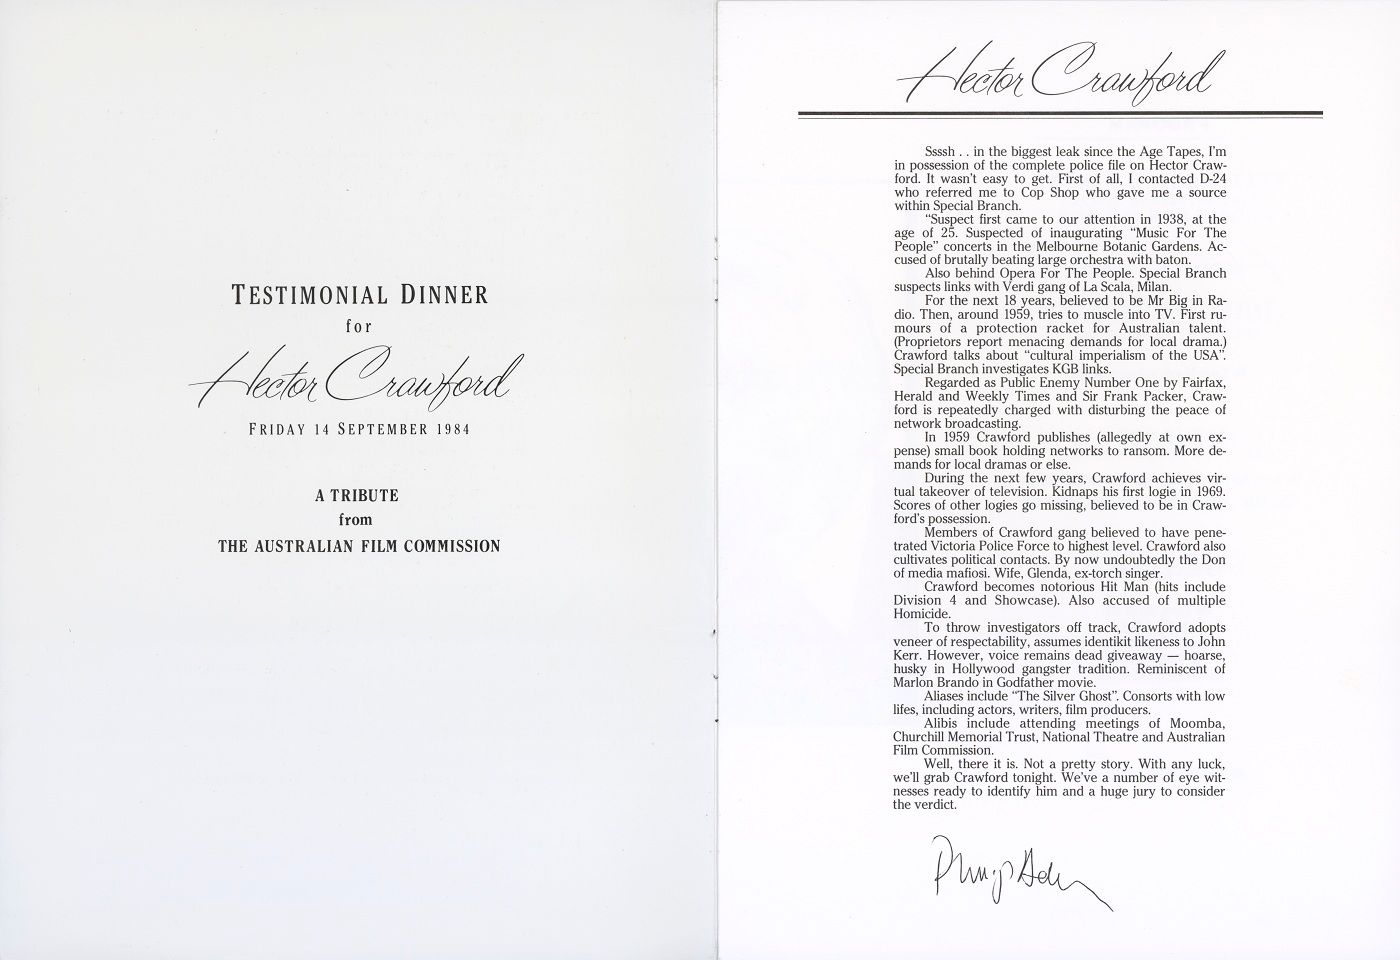 TESTIMONIAL DINNER
for
Hector Crawford
FRIDAY 14 SEPTEMBER 1984
A TRIBUTE
from
THE AUSTRALIAN FILM COMMISSION
Hector Crawford
Ssssh . . in the biggest leak since the Age Tapes, I'm
in possession of the complete police file on Hector Craw-
ford. It wasn't easy to get. First of all, I contacted D-24
who referred me to Cop Shop who gave me a source
within Special Branch.
“Suspect first came to our attention in 1938, at the
age of 25. Suspected of inaugurating “Music For The
People” concerts in the Melbourne Botanic Gardens. Ac-
cused of brutally beating large orchestra with baton.
Also behind Opera For The People. Special Branch
suspects links with Verdi gang of La Scala, Milan.
For the next 18 years, believed to be Mr Big in Ra-
dio. Then, around 1959, tries to muscle into TV. First ru-
mours of a protection racket for Australian talent.
(Proprietors report menacing demands for local drama.)
Crawford talks about “cultural imperialism of the USA”.
Special Branch investigates KGB links.
Regarded as Public Enemy Number One by Fairfax,
Herald and Weekly Times and Sir Frank Packer, Craw-
ford is repeatedly charged with disturbing the peace of
network broadcasting.
In 1959 Crawford publishes (allegedly at own ex-
pense) small book holding networks to ransom. More de-
mands for local dramas or else.
During the next few years, Crawford achieves vir-
tual takeover of television. Kidnaps his first logie in 1969.
Scores of other logies go missing, believed to be in Craw-
ford's possession.
Members of Crawford gang believed to have pene-
trated Victoria Police Force to highest level. Crawford also
cultivates political contacts. By now undoubtedly the Don
of media mafiosi. Wife, Glenda, ex-torch singer.
Crawford becomes notorious Hit Man (hits include
Division 4 and Showcase). Also accused of multiple
Homicide.
To throw investigators off track, Crawford adopts
veneer of respectability, assumes identikit likeness to John
Kerr. However, voice remains dead giveaway — hoarse,
husky in Hollywood gangster tradition. Reminiscent of
Marlon Brando in Godfather movie.
Aliases include “The Silver Ghost”. Consorts with low
lifes, including actors, writers, film producers.
Alibis include attending meetings of Moomba,
Churchill Memorial Trust, National Theatre and Australian
Film Commission.
Well, there it is. Not a pretty story. With any luck,
we'll grab Crawford tonight. We've a number of eye wit-
nesses ready to identify him and a huge jury to consider
the verdict.